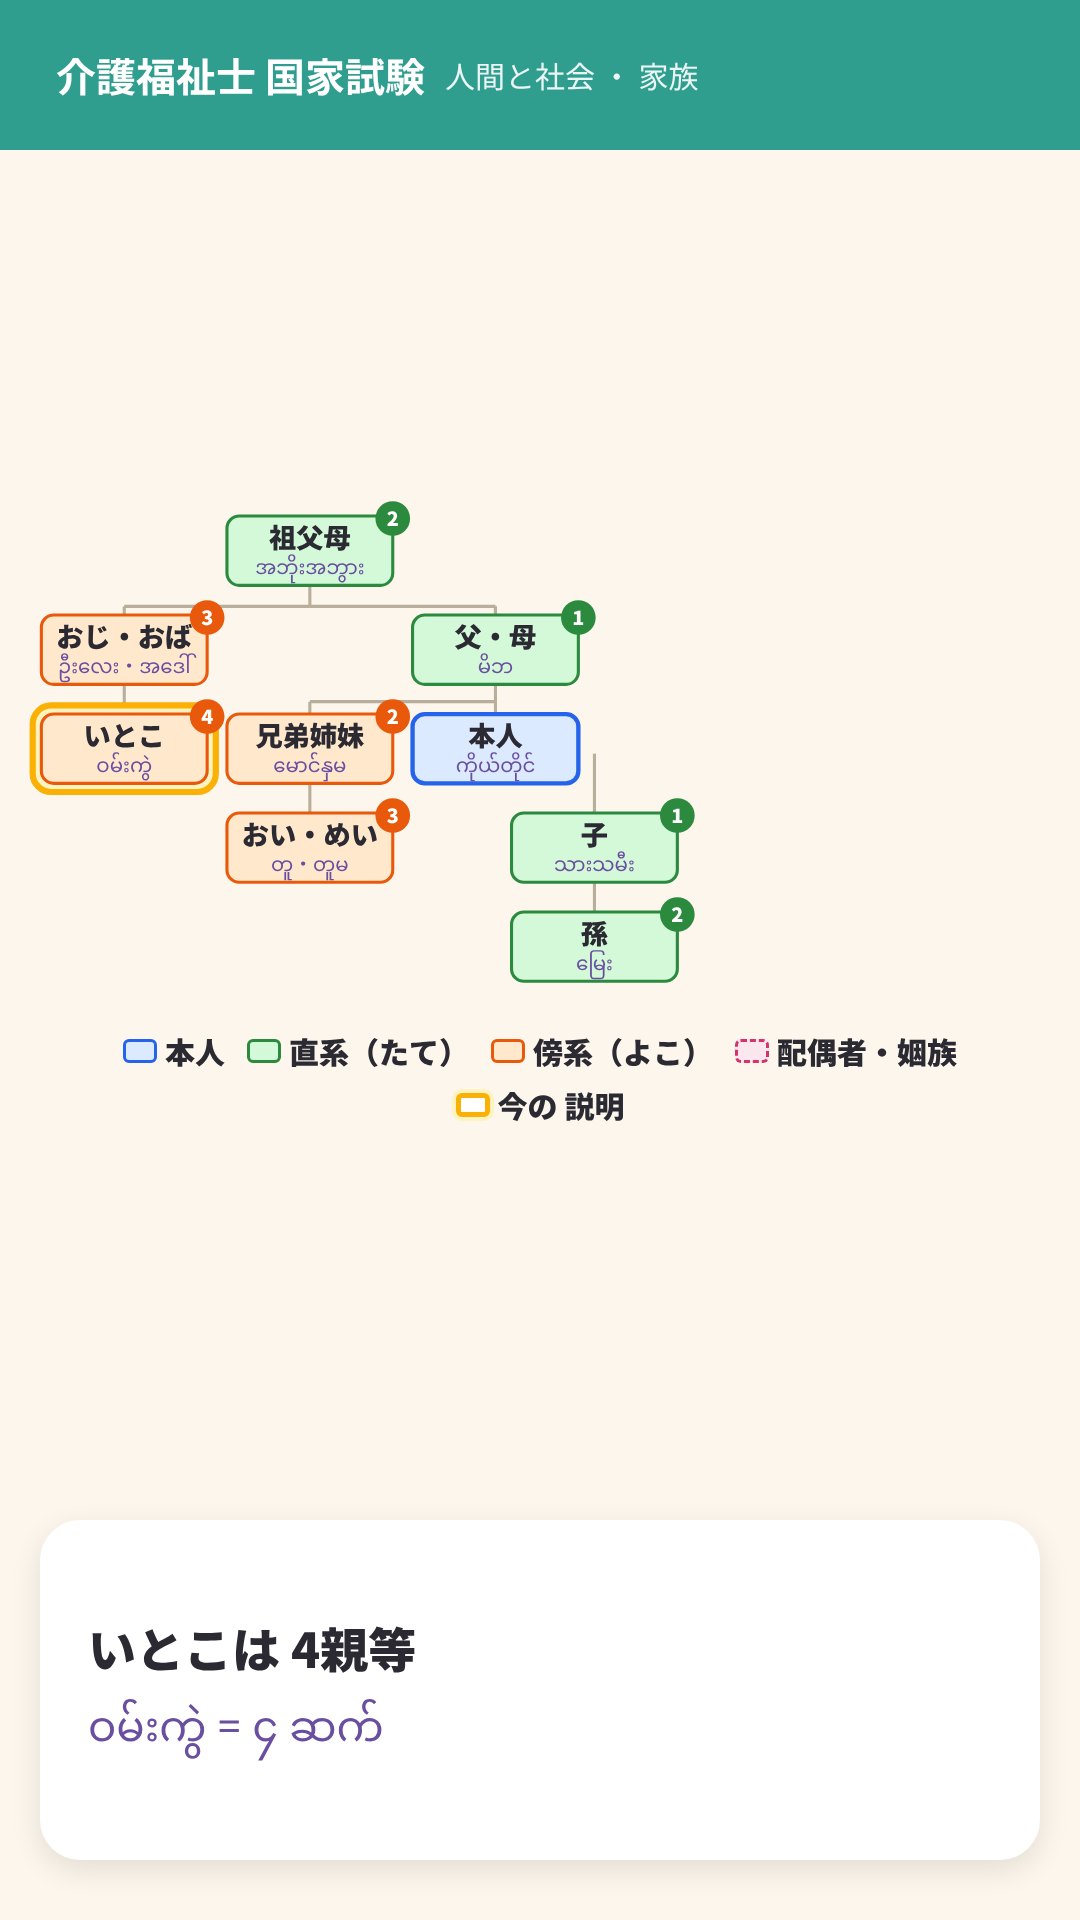 介護福祉士 国家試験 人間と社会 ・ 家族
2
祖父母
အဘိုးအဘွား
3
おじ・おば
ဦးလေး・အဒေါ်
1
父・母
မိဘ
4
いとこ
ဝမ်းကွဲ
2
兄弟姉妹
မောင်နှမ
本人
ကိုယ်တိုင်
3
おい・めい
တူ・တူမ
1
子
သားသမီး
2
孫
မြေး
本人 直系（たて） 傍系（よこ） 配偶者・姻族
今の 説明
いとこは 4親等
ဝမ်းကွဲ = ၄ ဆက်